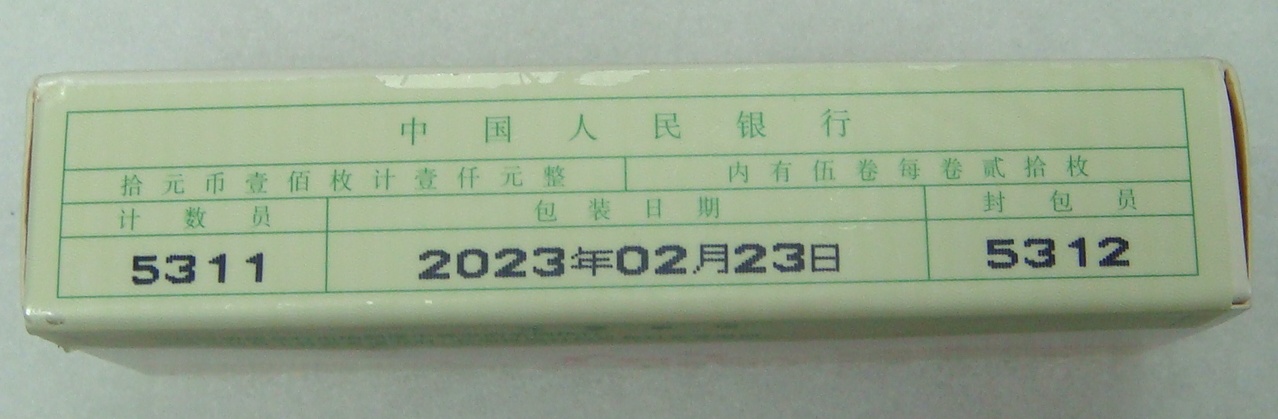 中国人民银行
拾元币壹佰枚计壹仟元整 内有伍卷每卷贰拾枚
计数员 包装日期 封包员
5311 2023年02月23日 5312